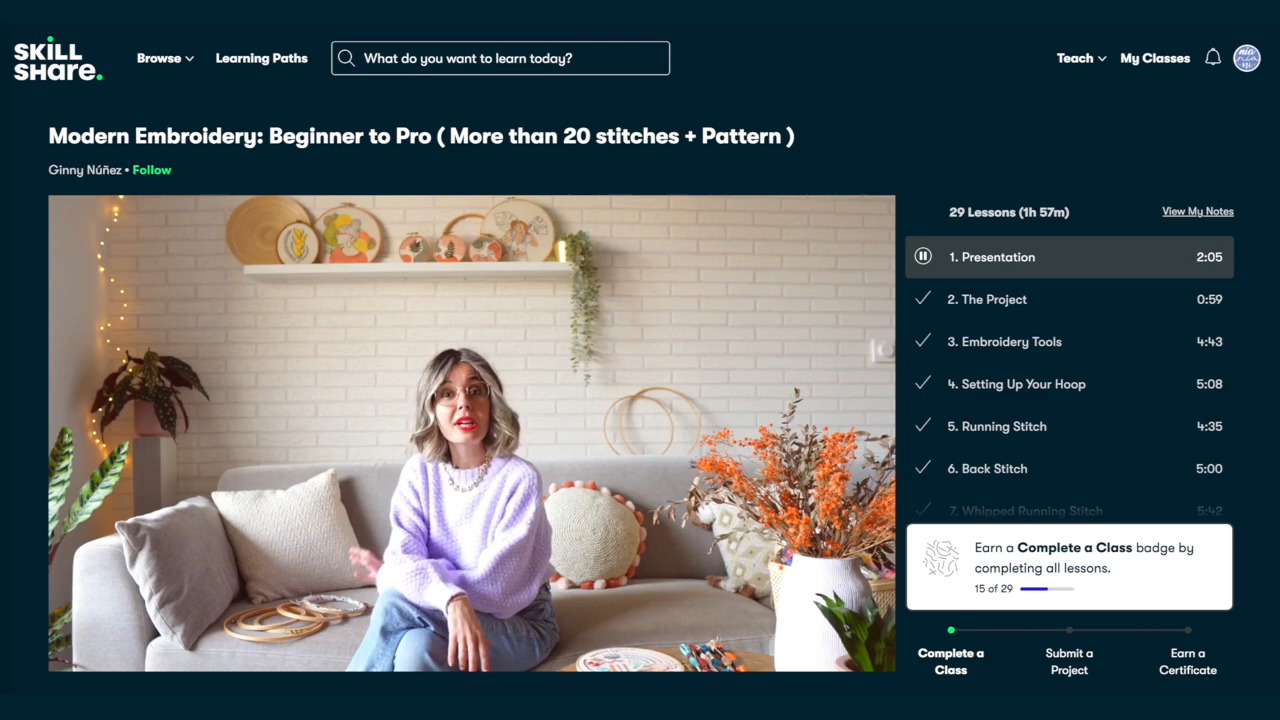 SKiLL
SHare.
Browse
Learning Paths
What do you want to learn today?
Teach
My Classes
Modern Embroidery: Beginner to Pro ( More than 20 stitches + Pattern )
Ginny Núñez • Follow
29 Lessons (1h 57m)
View My Notes
1. Presentation 2:05
2. The Project 0:59
3. Embroidery Tools 4:43
4. Setting Up Your Hoop 5:08
5. Running Stitch 4:35
6. Back Stitch 5:00
7. Whipped Running Stitch 5:42
Earn a Complete a Class badge by
completing all lessons.
15 of 29
Complete a
Class
Submit a
Project
Earn a
Certificate